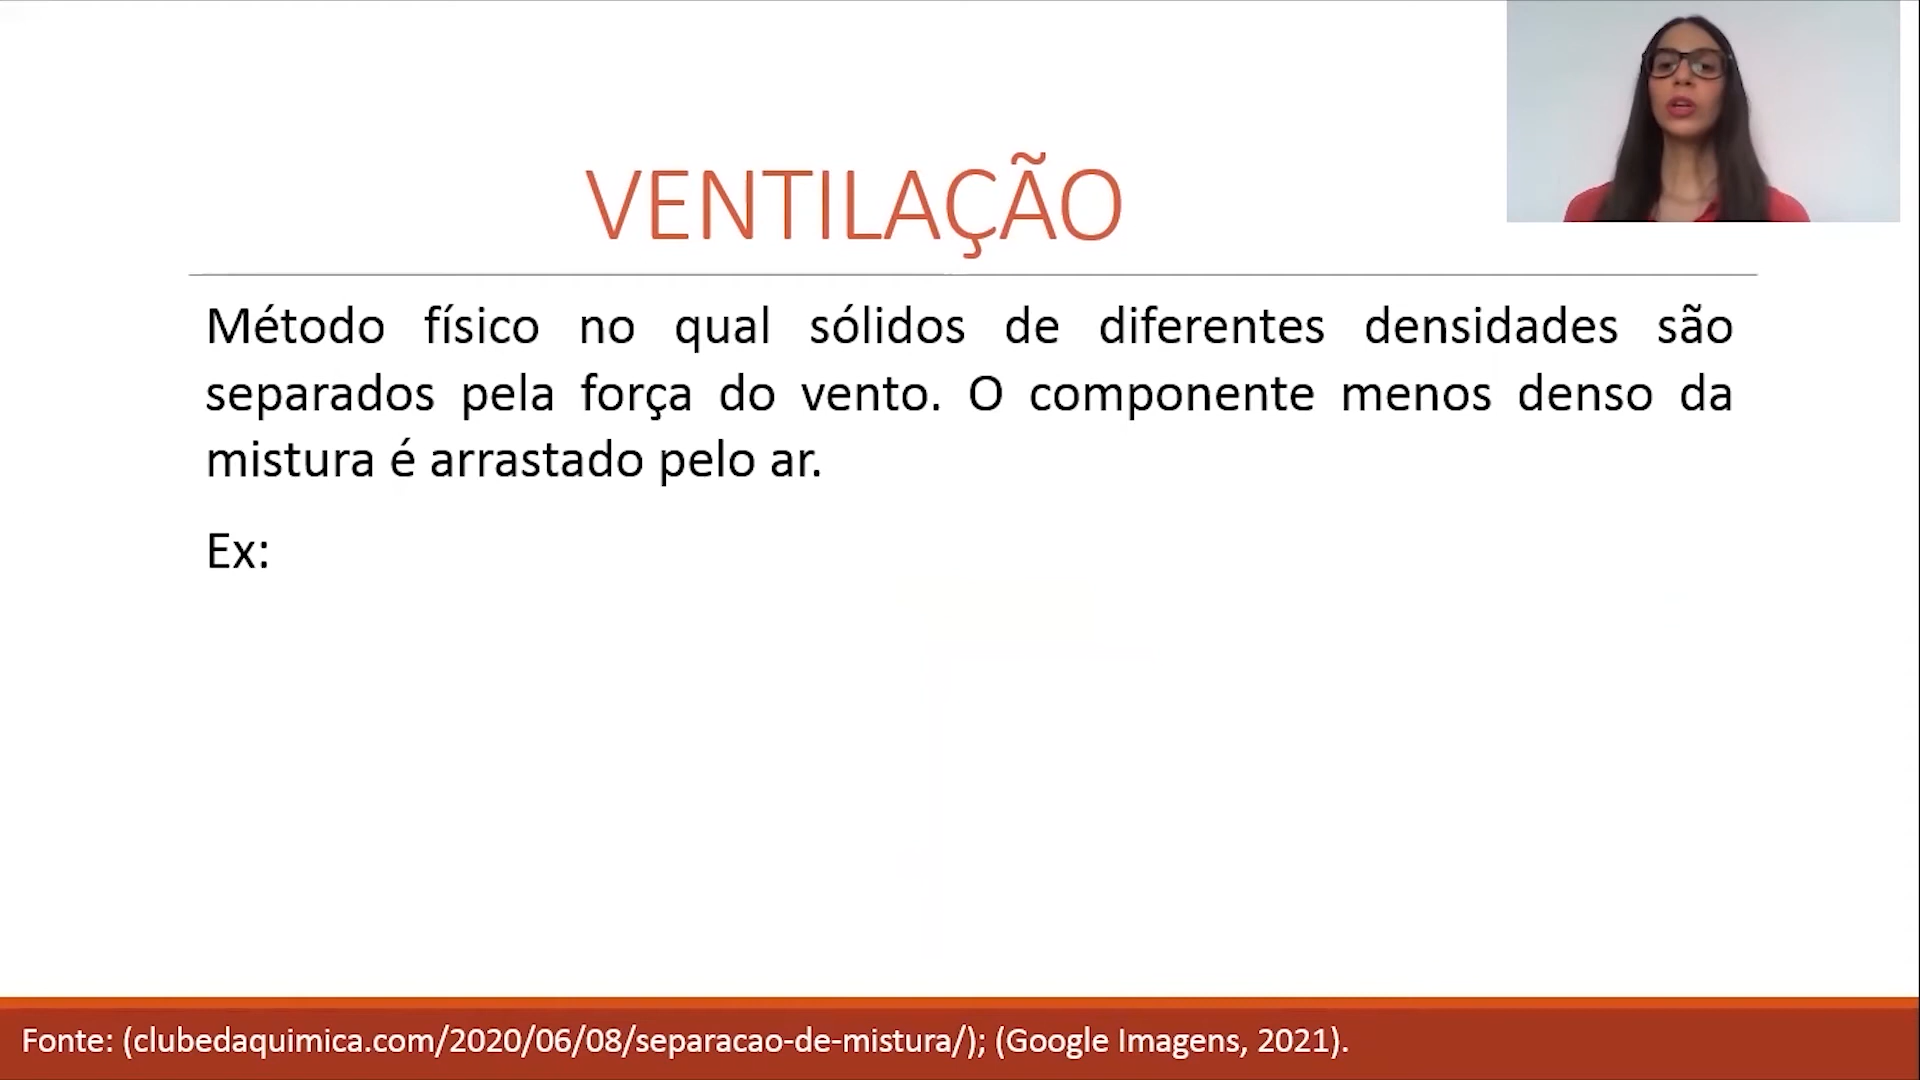 VENTILAÇÃO
Método físico no qual sólidos de diferentes densidades são
separados pela força do vento. O componente menos denso da
mistura é arrastado pelo ar.
Ex:
Fonte: (clubedaquimica.com/2020/06/08/separacao-de-mistura/); (Google Imagens, 2021).